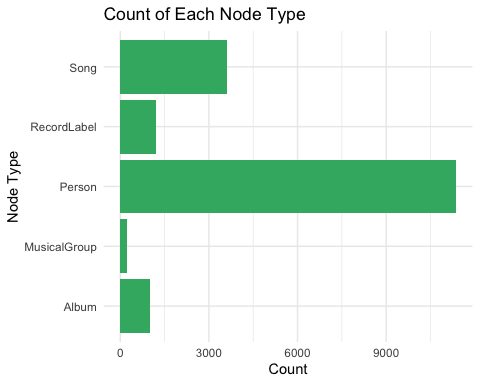 Count of Each Node Type
Song
RecordLabel
Person
MusicalGroup
Album
Node Type
0 3000 6000 9000
Count